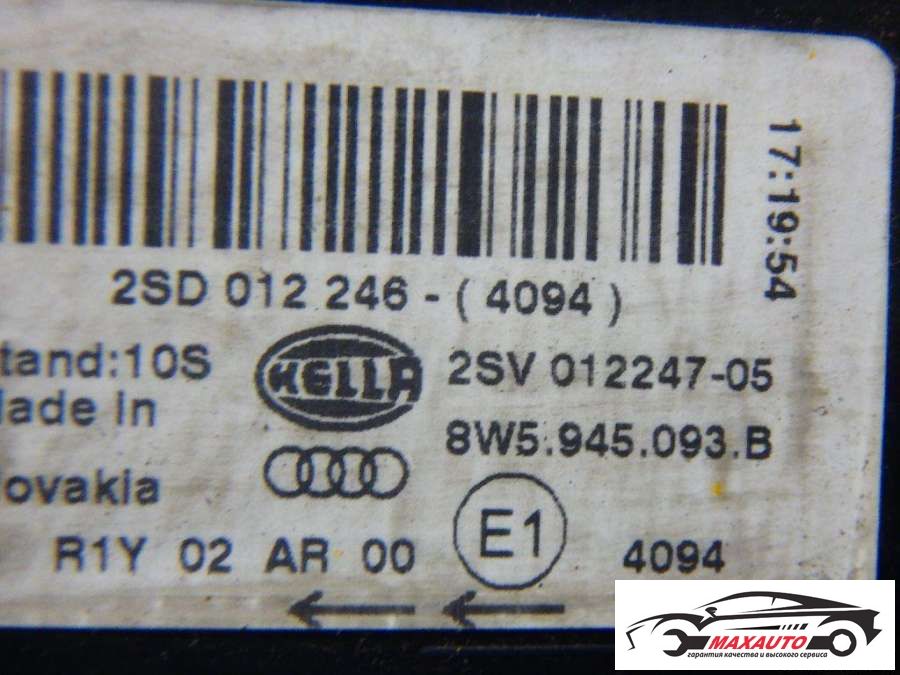 17:19:54
2SD 012 246 - ( 4094 )
tand:10S
HELLA
2SV 012247-05
ade In
8W5.945.093.B
ovakia
R1Y 02 AR 00
E1
4094
MAXAUTO
гарантия качества и высокого сервиса